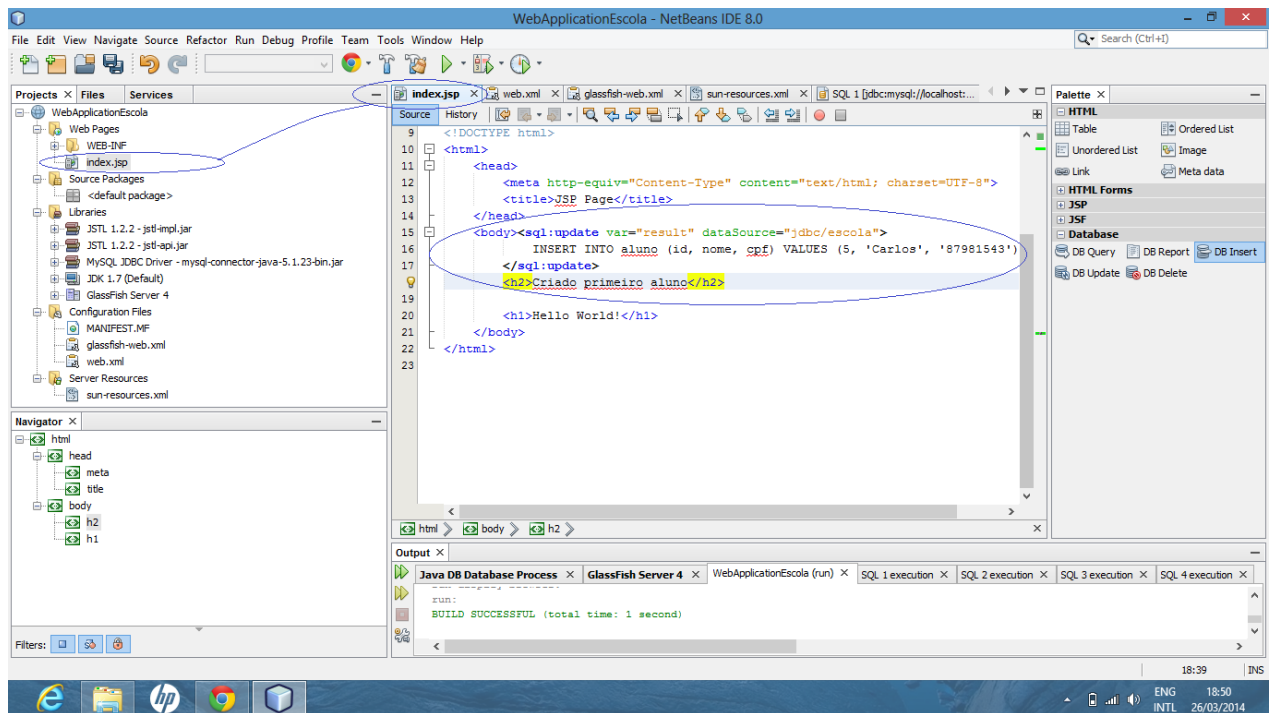 WebApplicationEscola - NetBeans IDE 8.0
File Edit View Navigate Source Refactor Run Debug Profile Team Tools Window Help
Search (Ctrl+I)
Projects Files Services
WebApplicationEscola
Web Pages
WEB-INF
index.jsp
Source Packages
<default package>
Libraries
JSTL 1.2.2 - jstl-impl.jar
JSTL 1.2.2 - jstl-api.jar
MySQL JDBC Driver - mysql-connector-java-5.1.23-bin.jar
JDK 1.7 (Default)
GlassFish Server 4
Configuration Files
MANIFEST.MF
glassfish-web.xml
web.xml
Server Resources
sun-resources.xml
Navigator
html
head
meta
title
body
h2
h1
Filters:
index.jsp web.xml glassfish-web.xml sun-resources.xml SQL 1 [jdbc:mysql://localhost:...
Source History
9 <!DOCTYPE html>
10 <html>
11 <head>
12 <meta http-equiv="Content-Type" content="text/html; charset=UTF-8">
13 <title>JSP Page</title>
14 </head>
15 <body><sql:update var="result" dataSource="jdbc/escola">
16 INSERT INTO aluno (id, nome, cpf) VALUES (5, 'Carlos', '87981543')
17 </sql:update>
<h2>Criado primeiro aluno</h2>
19
20 <h1>Hello World!</h1>
21 </body>
22 </html>
23
html body h2
Palette
HTML
Table Ordered List
Unordered List Image
Link Meta data
HTML Forms
JSP
JSF
Database
DB Query DB Report DB Insert
DB Update DB Delete
Output
Java DB Database Process GlassFish Server 4 WebApplicationEscola (run) SQL 1 execution SQL 2 execution SQL 3 execution SQL 4 execution
run:
BUILD SUCCESSFUL (total time: 1 second)
18:39 INS
hp
ENG 18:50
INTL 26/03/2014